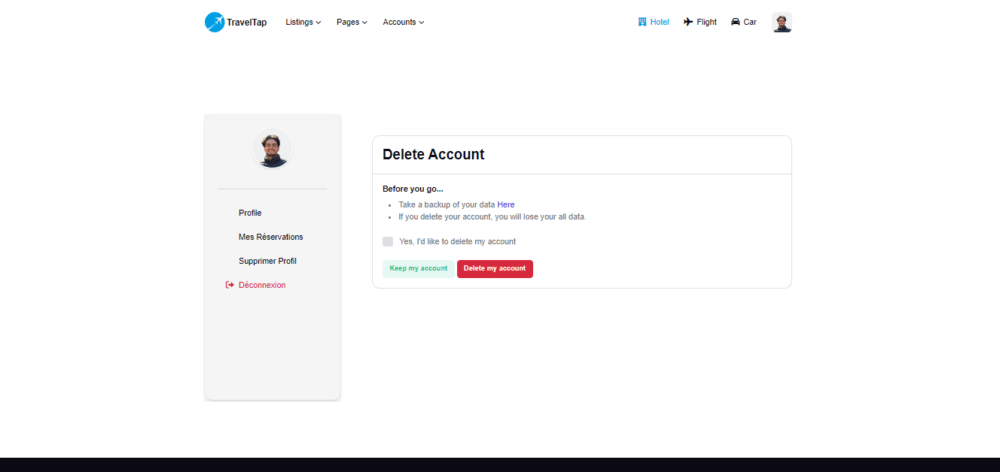 TravelTap
Listings
Pages
Accounts
Hotel
Flight
Car
Profile
Mes Réservations
Supprimer Profil
Déconnexion
Delete Account
Before you go...
Take a backup of your data Here
If you delete your account, you will lose your all data.
Yes, I'd like to delete my account
Keep my account
Delete my account